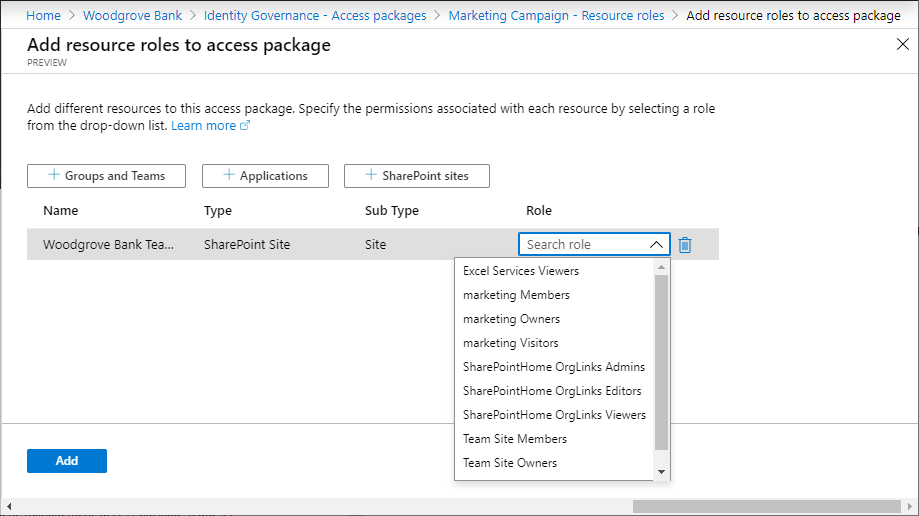 Home > Woodgrove Bank > Identity Governance - Access packages > Marketing Campaign - Resource roles > Add resource roles to access package
Add resource roles to access package
PREVIEW
Add different resources to this access package. Specify the permissions associated with each resource by selecting a role
from the drop-down list. Learn more
+ Groups and Teams + Applications + SharePoint sites
Name Type Sub Type Role
Woodgrove Bank Tea... SharePoint Site Site Search role
Excel Services Viewers
marketing Members
marketing Owners
marketing Visitors
SharePointHome OrgLinks Admins
SharePointHome OrgLinks Editors
SharePointHome OrgLinks Viewers
Team Site Members
Team Site Owners
Add